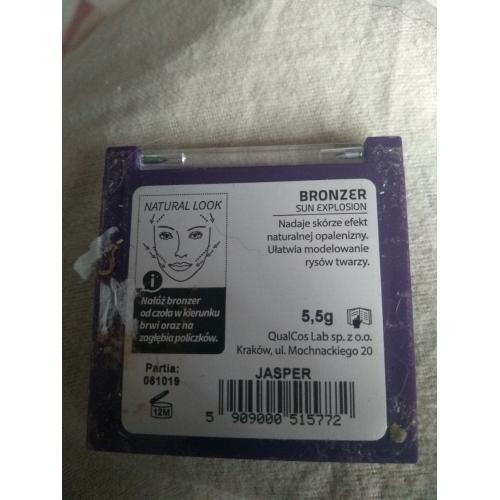 NATURAL LOOK
i
Nałóż bronzer
od czoła w kierunku
brwi oraz na
zagłębia policzków.
BRONZER
SUN EXPLOSION
Nadaje skórze efekt
naturalnej opalenizny.
Ułatwia modelowanie
rysów twarzy.
5,5g
QualCos Lab sp. z o.o.
Kraków, ul. Mochnackiego 20
Partia:
081019
12M
JASPER
5 909000 515772